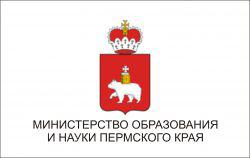 МИНИСТЕРСТВО ОБРАЗОВАНИЯ
И НАУКИ ПЕРМСКОГО КРАЯ